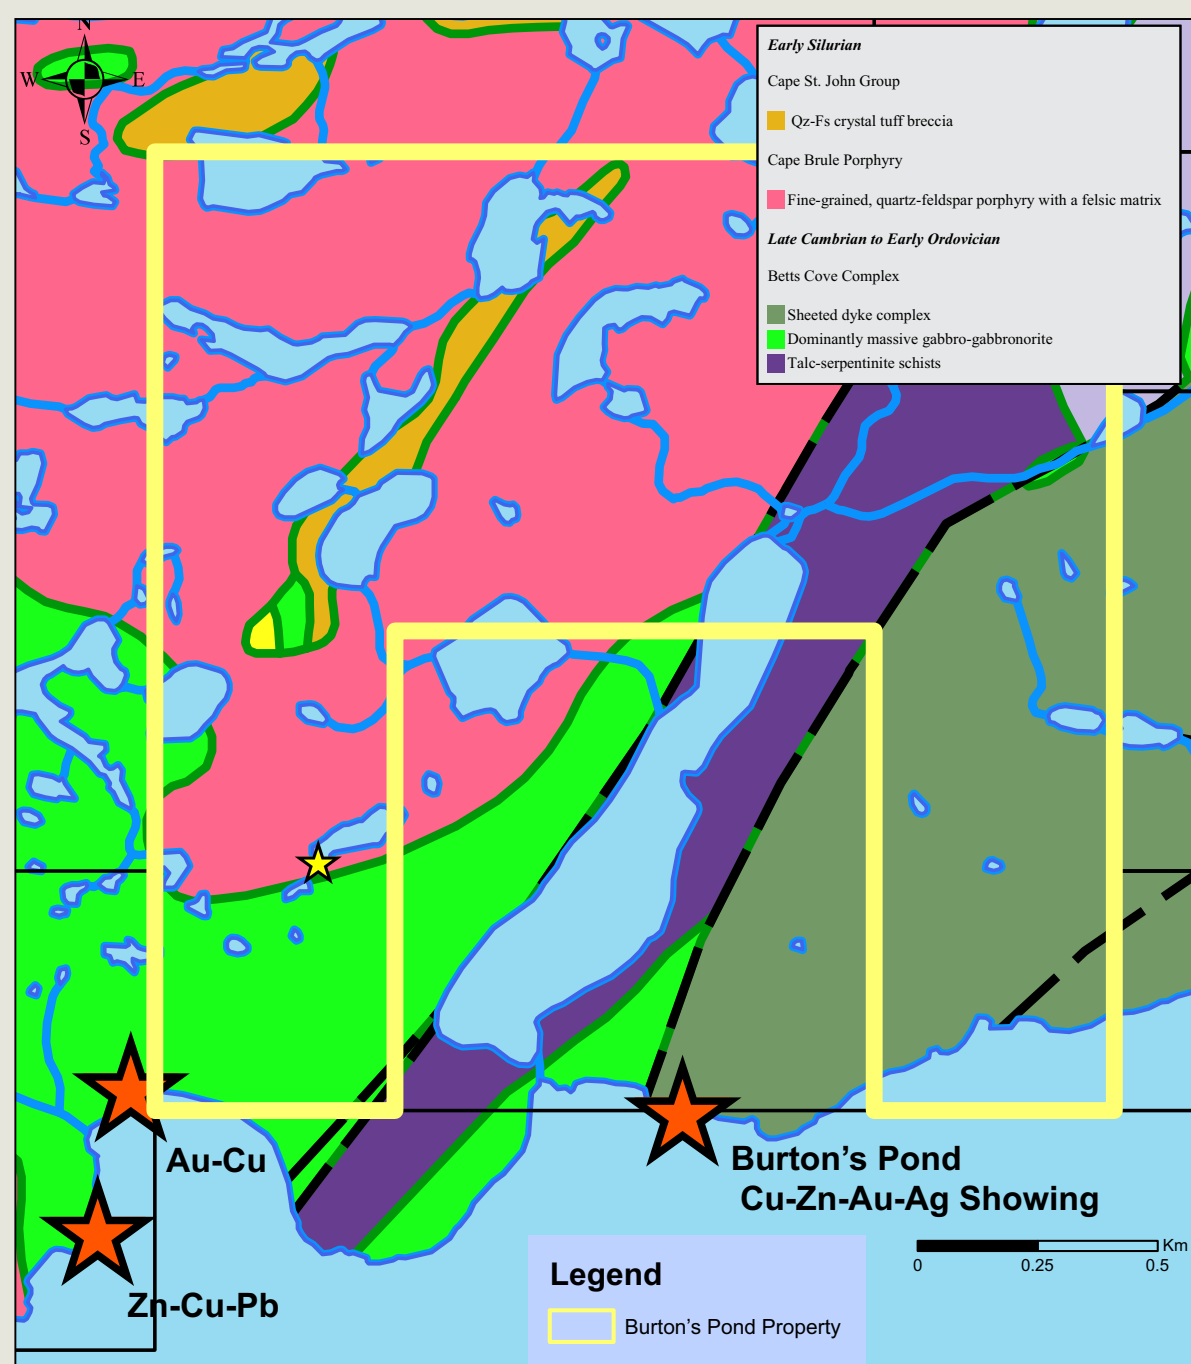 N
W
E
S
Early Silurian
Cape St. John Group
Qz-Fs crystal tuff breccia
Cape Brule Porphyry
Fine-grained, quartz-feldspar porphyry with a felsic matrix
Late Cambrian to Early Ordovician
Betts Cove Complex
Sheeted dyke complex
Dominantly massive gabbro-gabbronorite
Talc-serpentinite schists
Au-Cu
Burton’s Pond
Cu-Zn-Au-Ag Showing
Zn-Cu-Pb
Km
0 0.25 0.5
Legend
Burton’s Pond Property